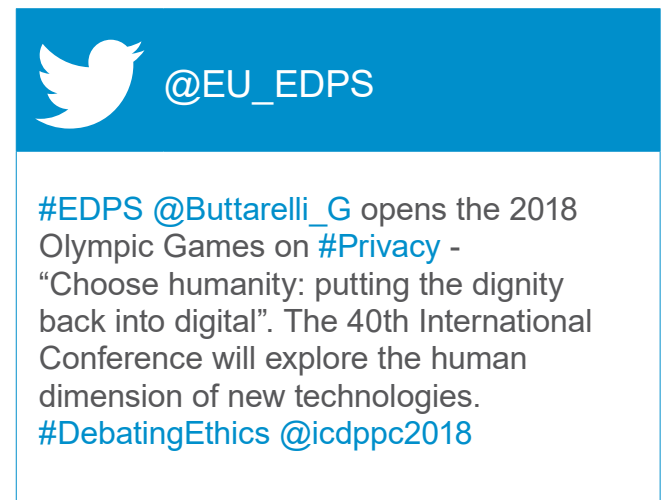 @EU_EDPS
#EDPS @Buttarelli_G opens the 2018
Olympic Games on #Privacy -
“Choose humanity: putting the dignity
back into digital”. The 40th International
Conference will explore the human
dimension of new technologies.
#DebatingEthics @icdppc2018